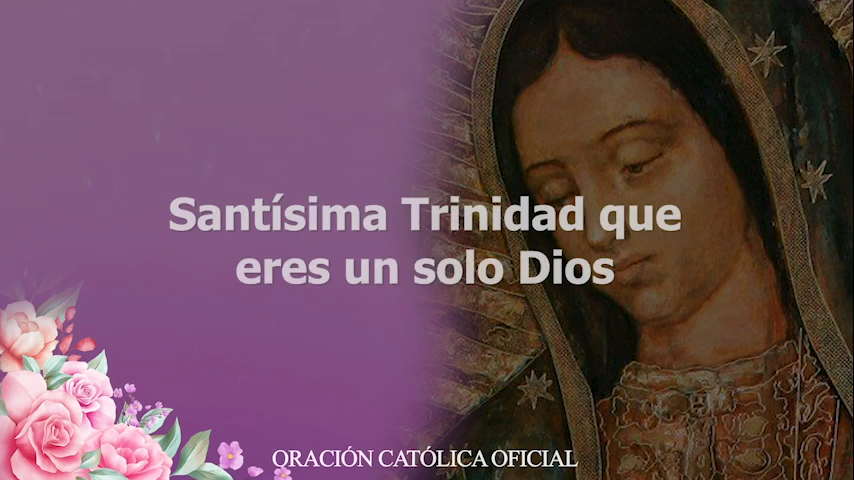 Santísima Trinidad que
eres un solo Dios
ORACIÓN CATÓLICA OFICIAL